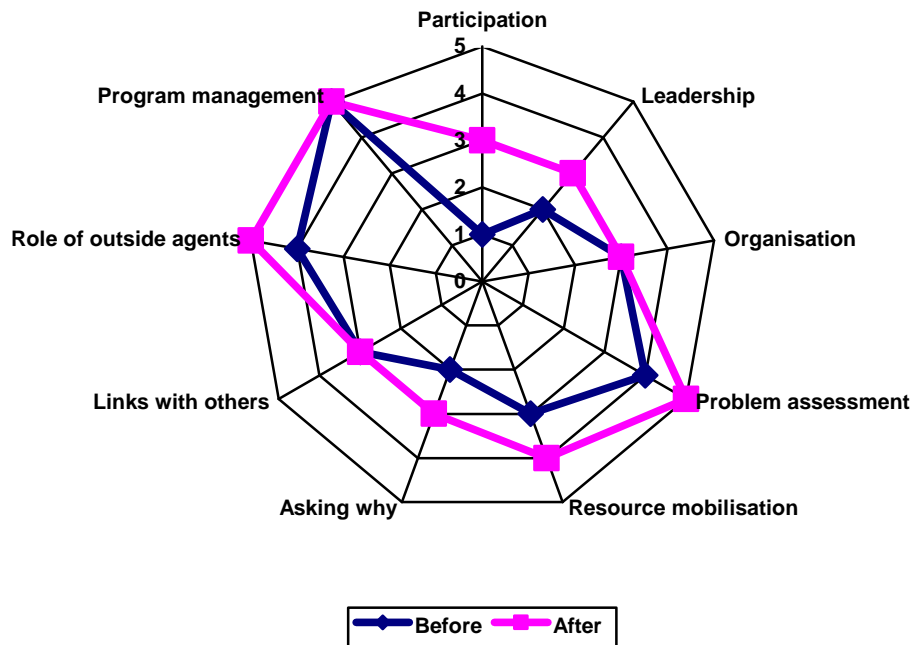 Participation
5
4
3
2
1
0
Program management
Leadership
Role of outside agents
Organisation
Links with others
Problem assessment
Asking why
Resource mobilisation
Before After